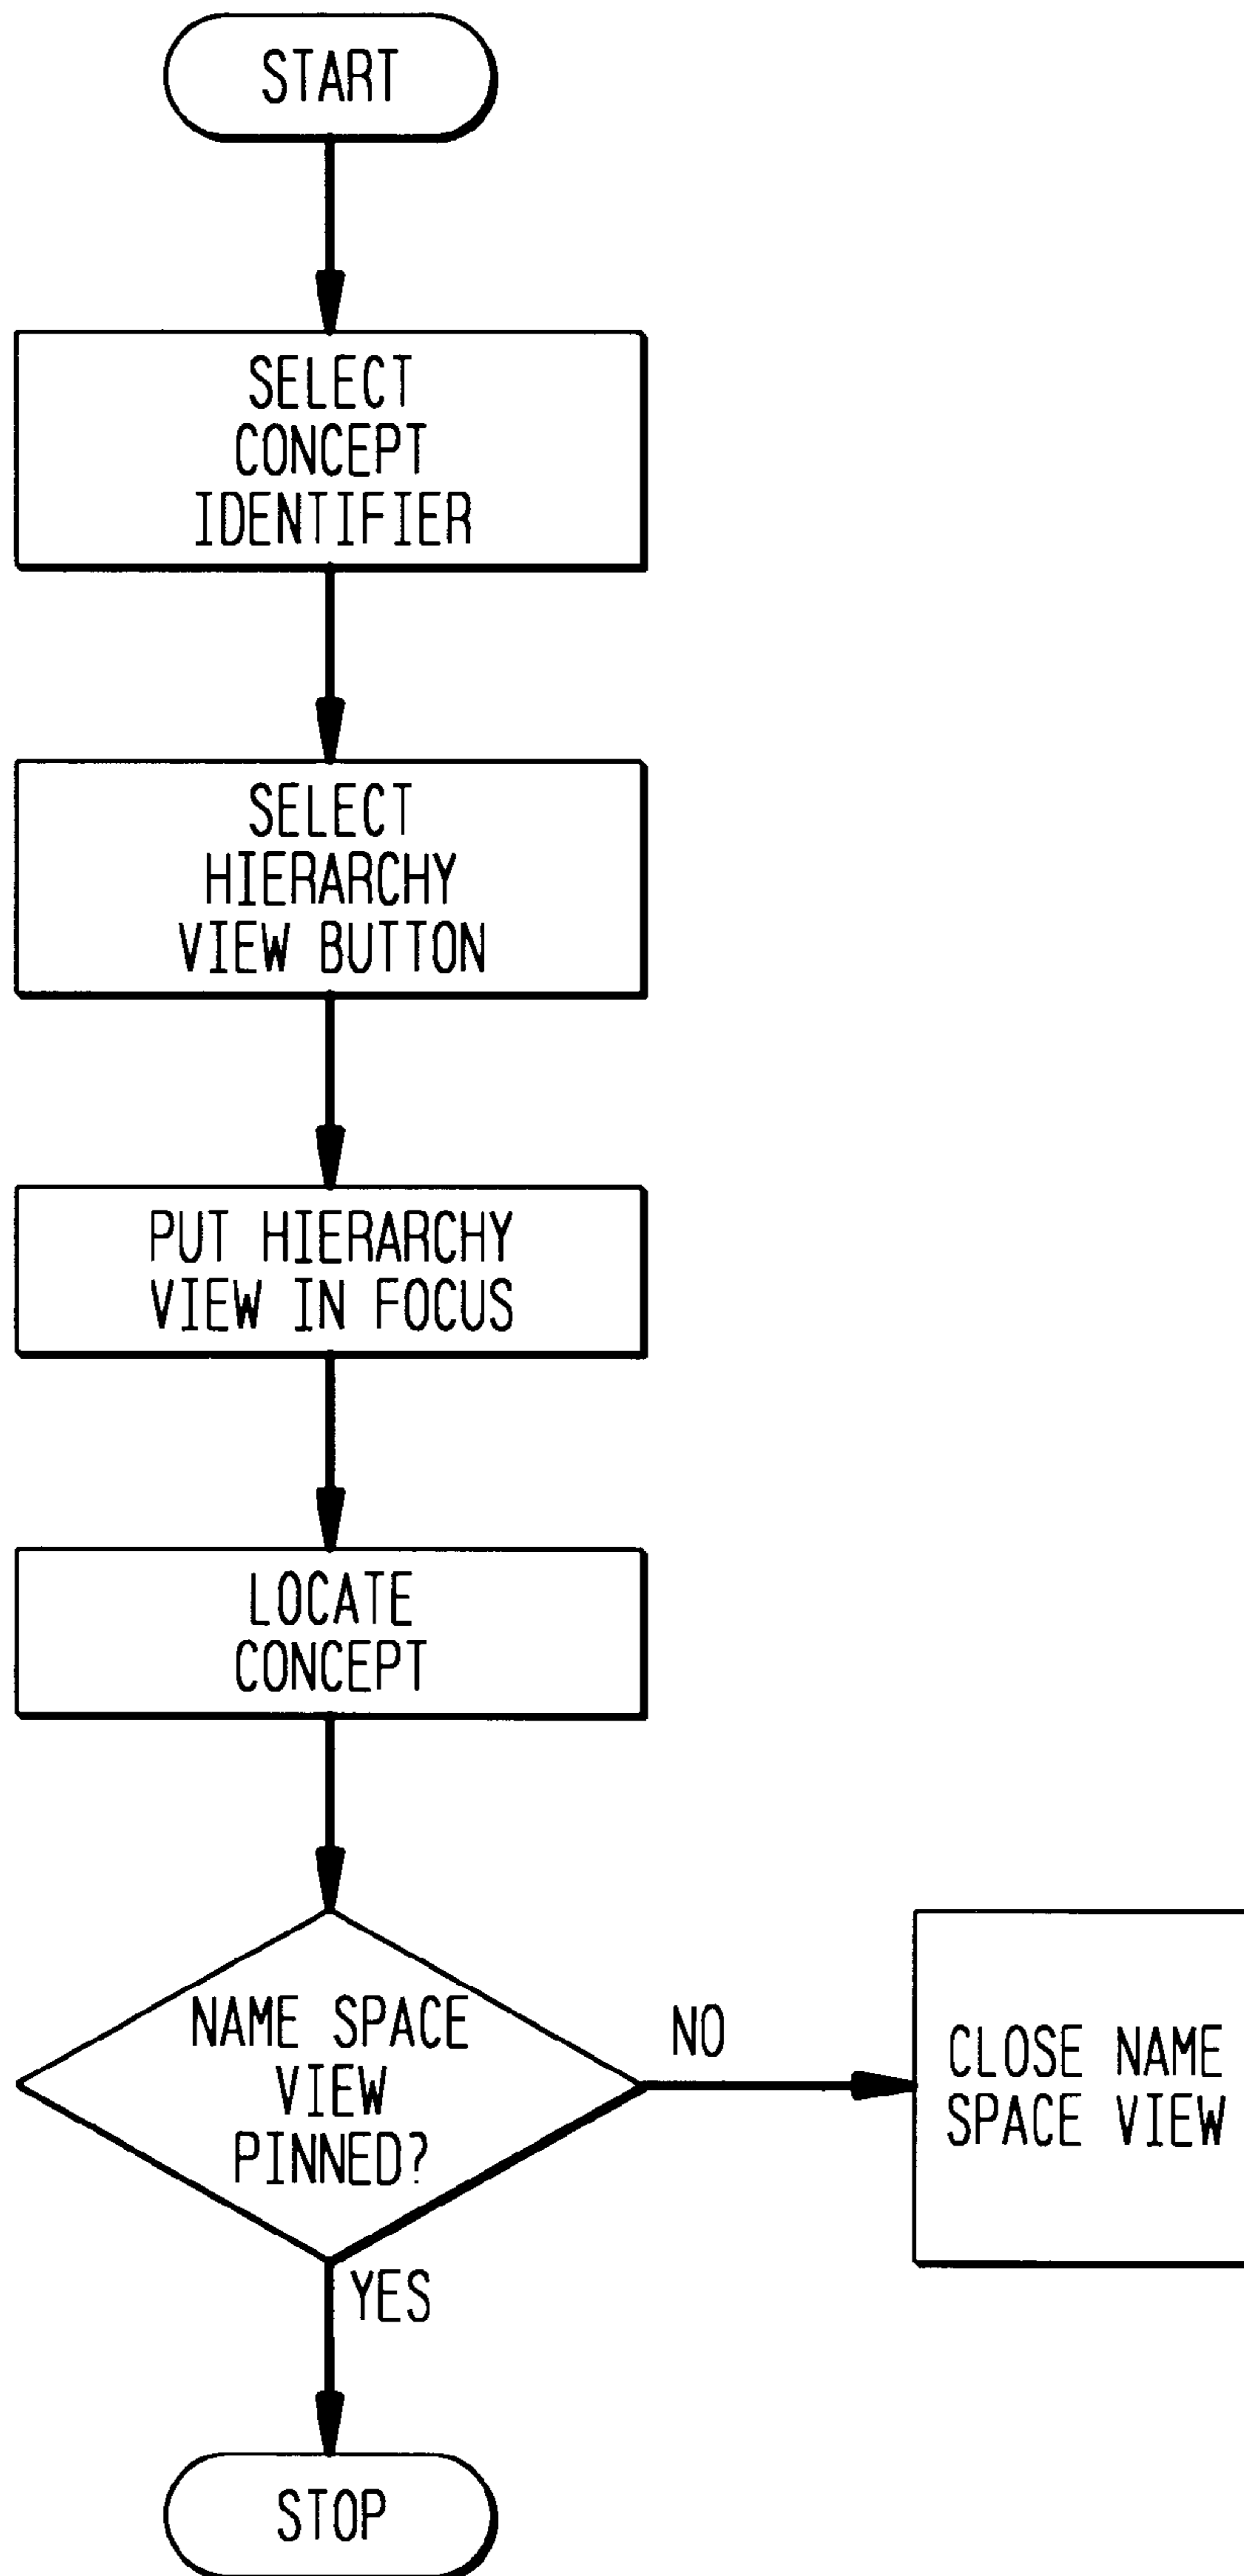 START
SELECT
CONCEPT
IDENTIFIER
SELECT
HIERARCHY
VIEW BUTTON
PUT HIERARCHY
VIEW IN FOCUS
LOCATE
CONCEPT
NAME SPACE
VIEW
PINNED?
NO
CLOSE NAME
SPACE VIEW
YES
STOP